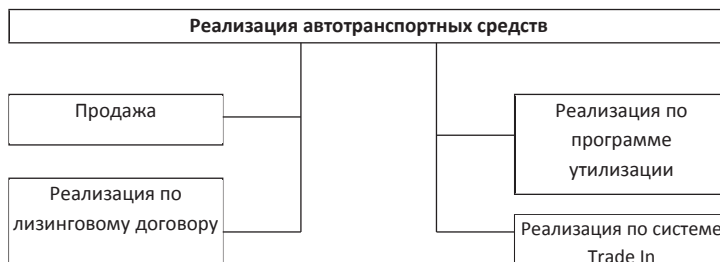 Реализация автотранспортных средств
Продажа
Реализация по
лизинговому договору
Реализация по
программе
утилизации
Реализация по системе
Trade In